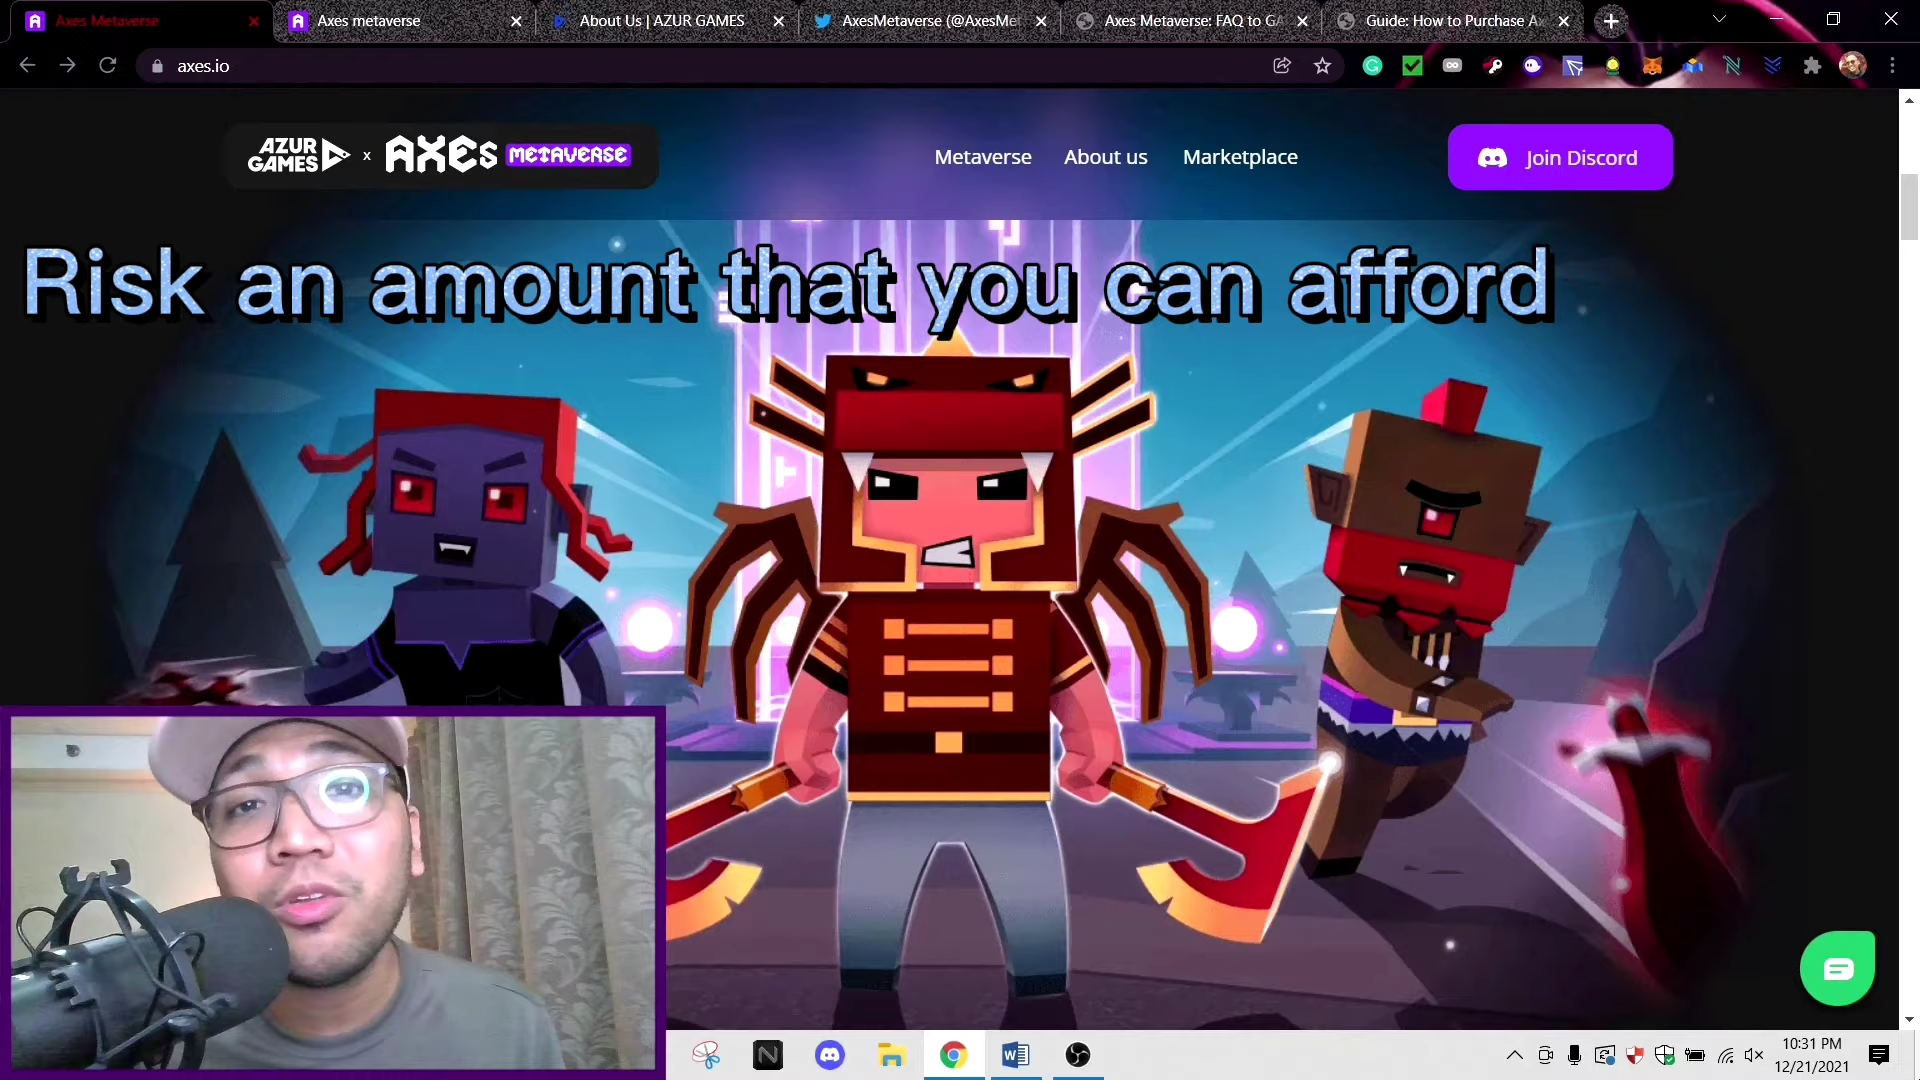 Axes Metaverse
Axes metaverse
About Us | AZUR GAMES
AxesMetaverse (@AxesMet
Axes Metaverse: FAQ to GA
Guide: How to Purchase Ax
axes.io
AZUR GAMES x AXES METAVERSE
Metaverse
About us
Marketplace
Join Discord
Risk an amount that you can afford
10:31 PM
12/21/2021